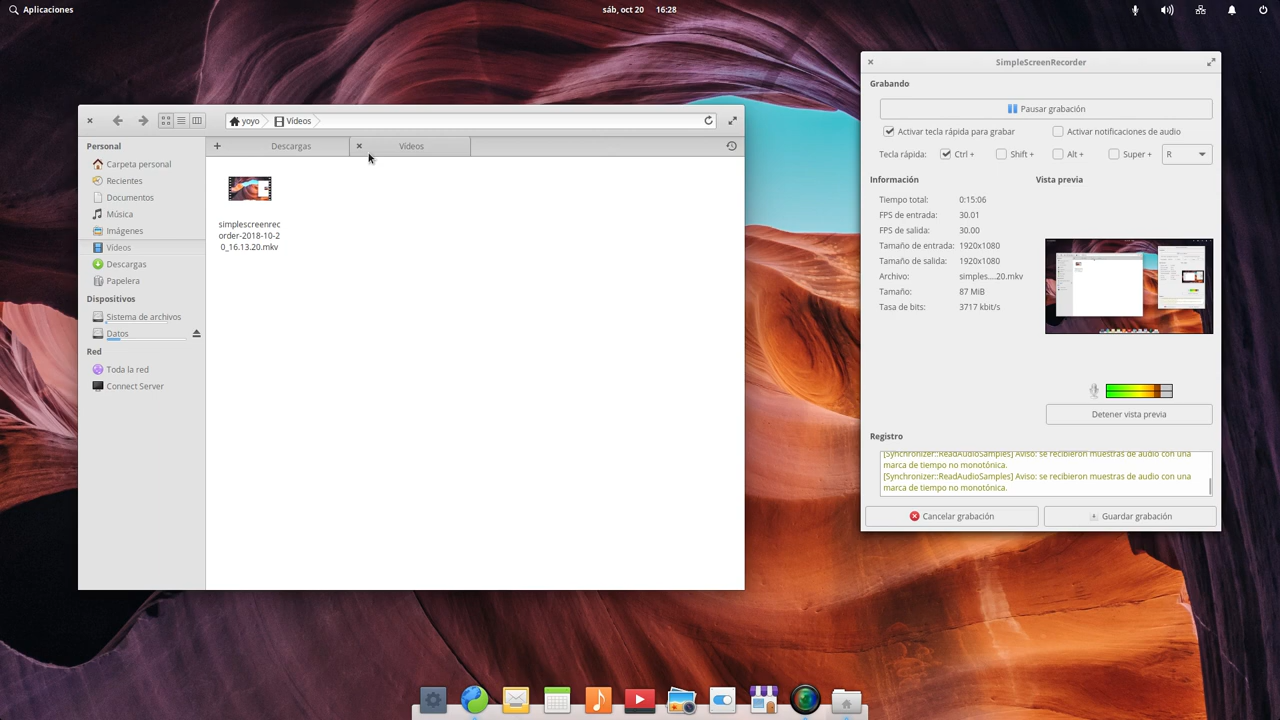 Aplicaciones
sáb, oct 20 16:28
yoyo Vídeos
Personal
Carpeta personal
Recientes
Documentos
Música
Imágenes
Vídeos
Descargas
Papelera
Dispositivos
Sistema de archivos
Datos
Red
Toda la red
Connect Server
+ Descargas
Vídeos
simplescreenrec
order-2018-10-2
0_16.13.20.mkv
SimpleScreenRecorder
Grabando
Pausar grabación
Activar tecla rápida para grabar
Activar notificaciones de audio
Tecla rápida: Ctrl + Shift + Alt + Super + R
Información
Tiempo total: 0:15:06
FPS de entrada: 30.01
FPS de salida: 30.00
Tamaño de entrada: 1920x1080
Tamaño de salida: 1920x1080
Archivo: simples....20.mkv
Tamaño: 87 MiB
Tasa de bits: 3717 kbit/s
Vista previa
Detener vista previa
Registro
[Synchronizer::ReadAudioSamples] Aviso: se recibieron muestras de audio con una
marca de tiempo no monotónica.
[Synchronizer::ReadAudioSamples] Aviso: se recibieron muestras de audio con una
marca de tiempo no monotónica.
Cancelar grabación
Guardar grabación